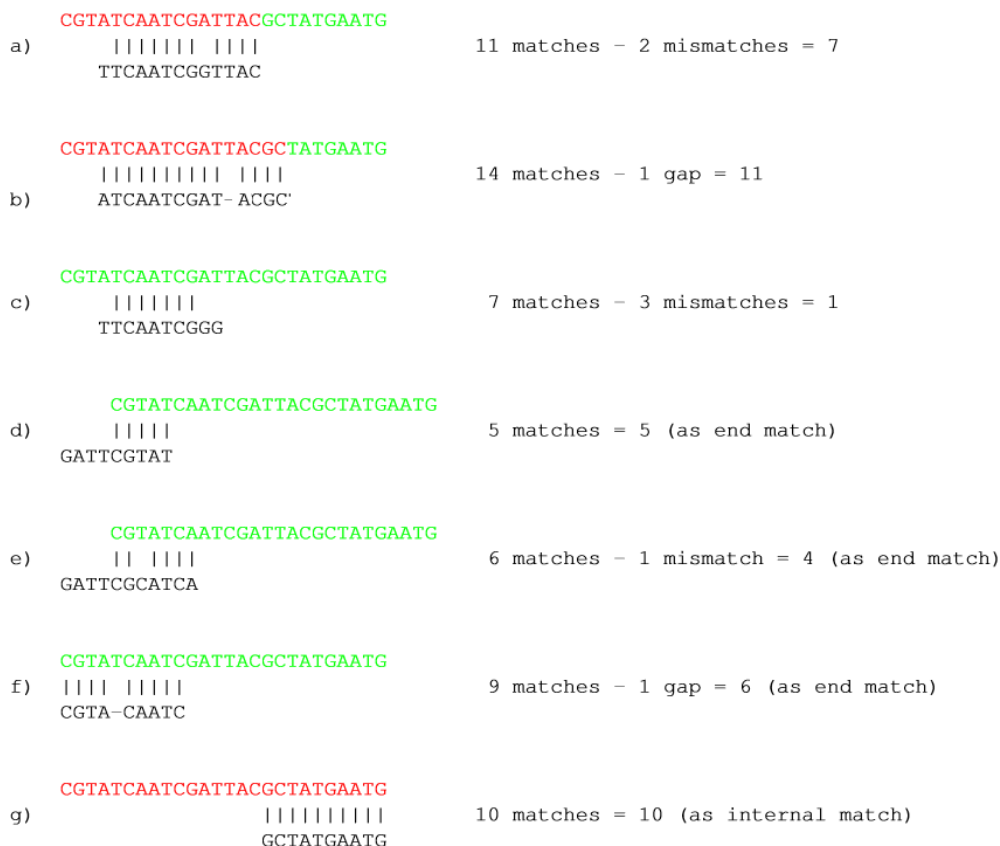 CGTATCAATCGATTACGCTATGAATG
a) ||||||| |||| 11 matches – 2 mismatches = 7
TTCAATCGGTTAC
CGTATCAATCGATTACGCTATGAATG
|||||||||| |||| 14 matches – 1 gap = 11
b) ATCAATCGAT-ACGC'
CGTATCAATCGATTACGCTATGAATG
c) ||||||| 7 matches – 3 mismatches = 1
TTCAATCGGG
CGTATCAATCGATTACGCTATGAATG
d) ||||| 5 matches = 5 (as end match)
GATTCGTAT
CGTATCAATCGATTACGCTATGAATG
e) || |||| 6 matches – 1 mismatch = 4 (as end match)
GATTCGCATCA
CGTATCAATCGATTACGCTATGAATG
f) |||| ||||| 9 matches – 1 gap = 6 (as end match)
CGTA-CAATC
CGTATCAATCGATTACGCTATGAATG
g) |||||||||| 10 matches = 10 (as internal match)
GCTATGAATG